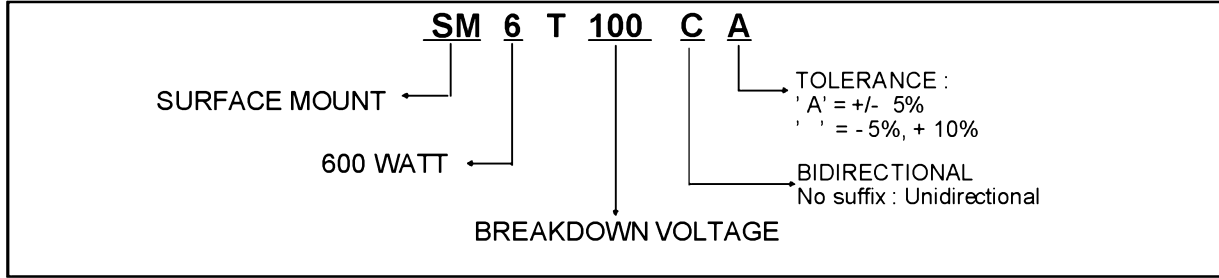 SM 6 T 100 C A
TOLERANCE :
' A' = +/- 5%
' ' = - 5%, + 10%
SURFACE MOUNT
600 WATT
BIDIRECTIONAL
No suffix : Unidirectional
BREAKDOWN VOLTAGE